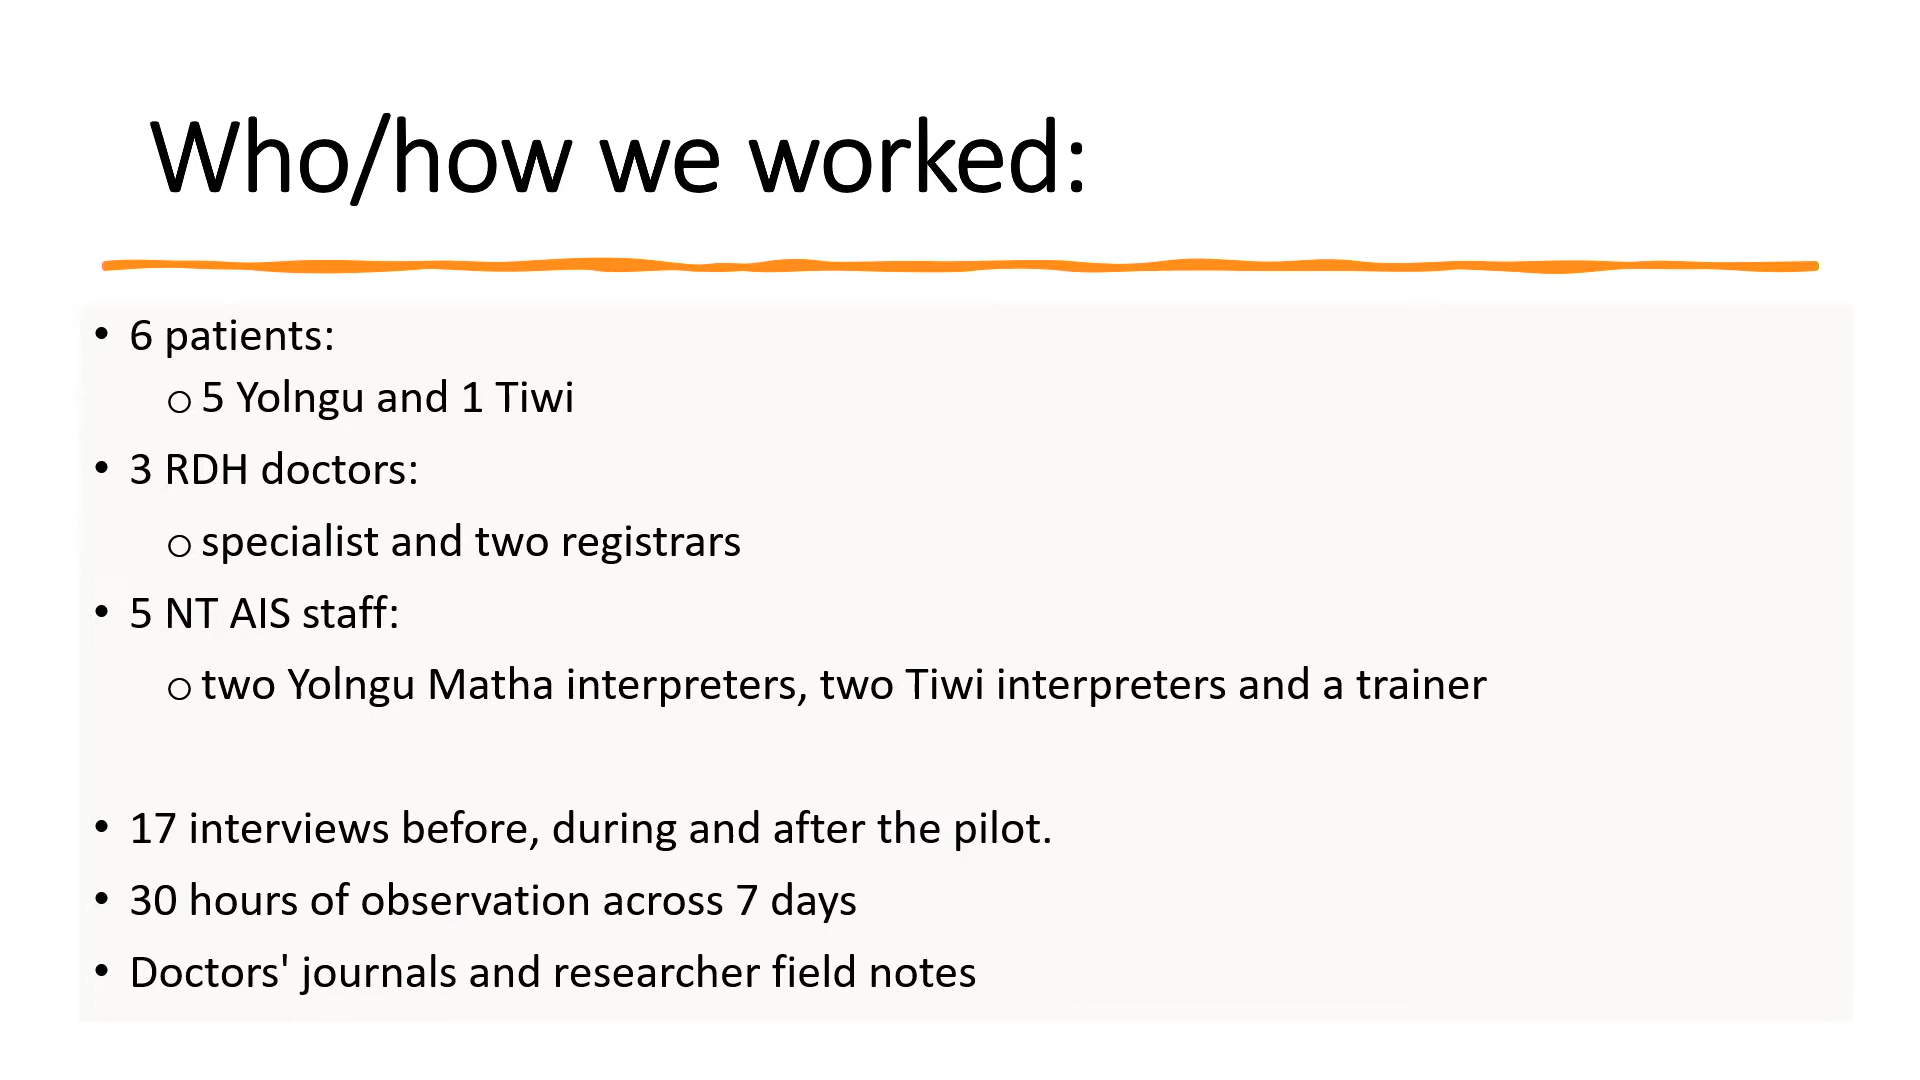 Who/how we worked:
• 6 patients:
o 5 Yolngu and 1 Tiwi
• 3 RDH doctors:
o specialist and two registrars
• 5 NT AIS staff:
o two Yolngu Matha interpreters, two Tiwi interpreters and a trainer
• 17 interviews before, during and after the pilot.
• 30 hours of observation across 7 days
• Doctors' journals and researcher field notes